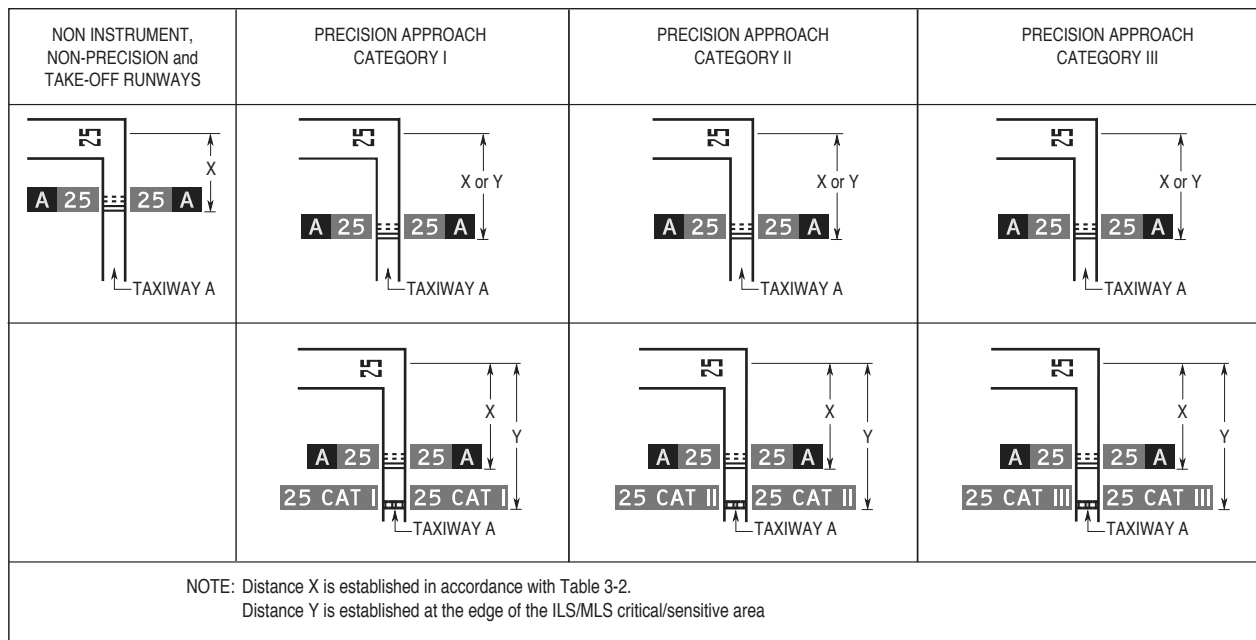 NON INSTRUMENT,
NON-PRECISION and
TAKE-OFF RUNWAYS
PRECISION APPROACH
CATEGORY I
PRECISION APPROACH
CATEGORY II
PRECISION APPROACH
CATEGORY III
25
X
A 25 25 A
TAXIWAY A
25
X or Y
A 25 25 A
TAXIWAY A
25
X or Y
A 25 25 A
TAXIWAY A
25
X or Y
A 25 25 A
TAXIWAY A
25
X
Y
A 25 25 A
25 CAT I 25 CAT I
TAXIWAY A
25
X
Y
A 25 25 A
25 CAT II 25 CAT II
TAXIWAY A
25
X
Y
A 25 25 A
25 CAT III 25 CAT III
TAXIWAY A
NOTE: Distance X is established in accordance with Table 3-2.
Distance Y is established at the edge of the ILS/MLS critical/sensitive area